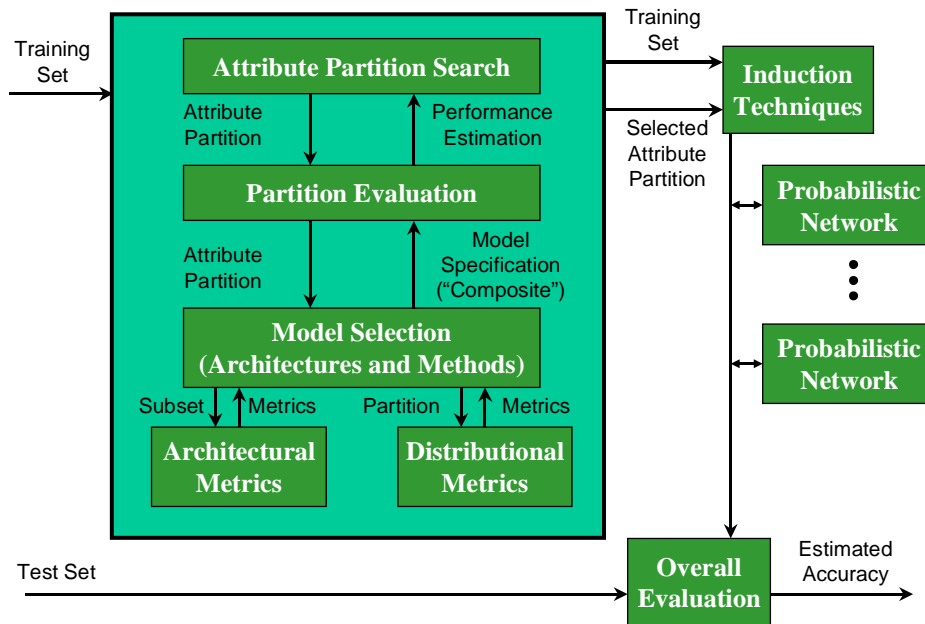 Training
Set
Attribute Partition Search
Attribute
Partition
Performance
Estimation
Partition Evaluation
Attribute
Partition
Model
Specification
(“Composite”)
Model Selection
(Architectures and Methods)
Subset
Metrics
Partition
Metrics
Architectural
Metrics
Distributional
Metrics
Training
Set
Selected
Attribute
Partition
Induction
Techniques
Probabilistic
Network
Probabilistic
Network
Test Set
Overall
Evaluation
Estimated
Accuracy